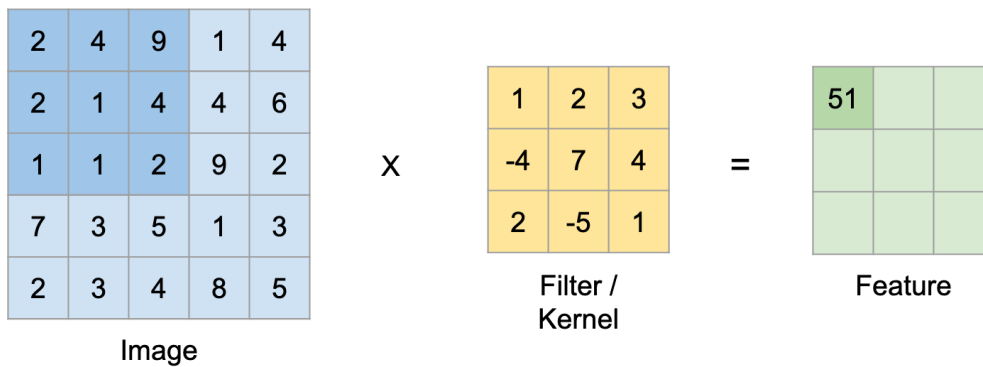 2 4 9 1 4
2 1 4 4 6
1 1 2 9 2
7 3 5 1 3
2 3 4 8 5
Image
X
1 2 3
-4 7 4
2 -5 1
Filter /
Kernel
=
51
Feature